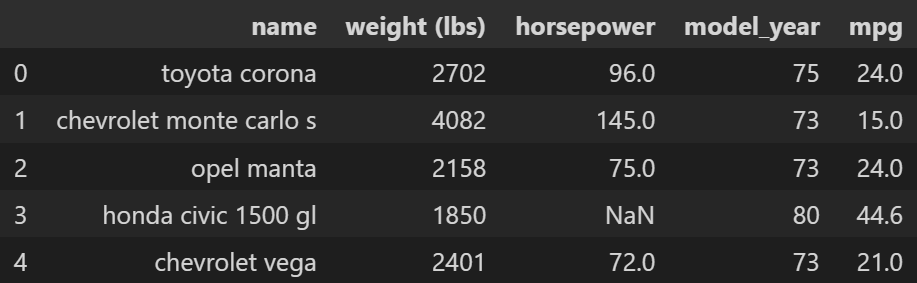 name weight (lbs) horsepower model_year mpg
0 toyota corona 2702 96.0 75 24.0
1 chevrolet monte carlo s 4082 145.0 73 15.0
2 opel manta 2158 75.0 73 24.0
3 honda civic 1500 gl 1850 NaN 80 44.6
4 chevrolet vega 2401 72.0 73 21.0